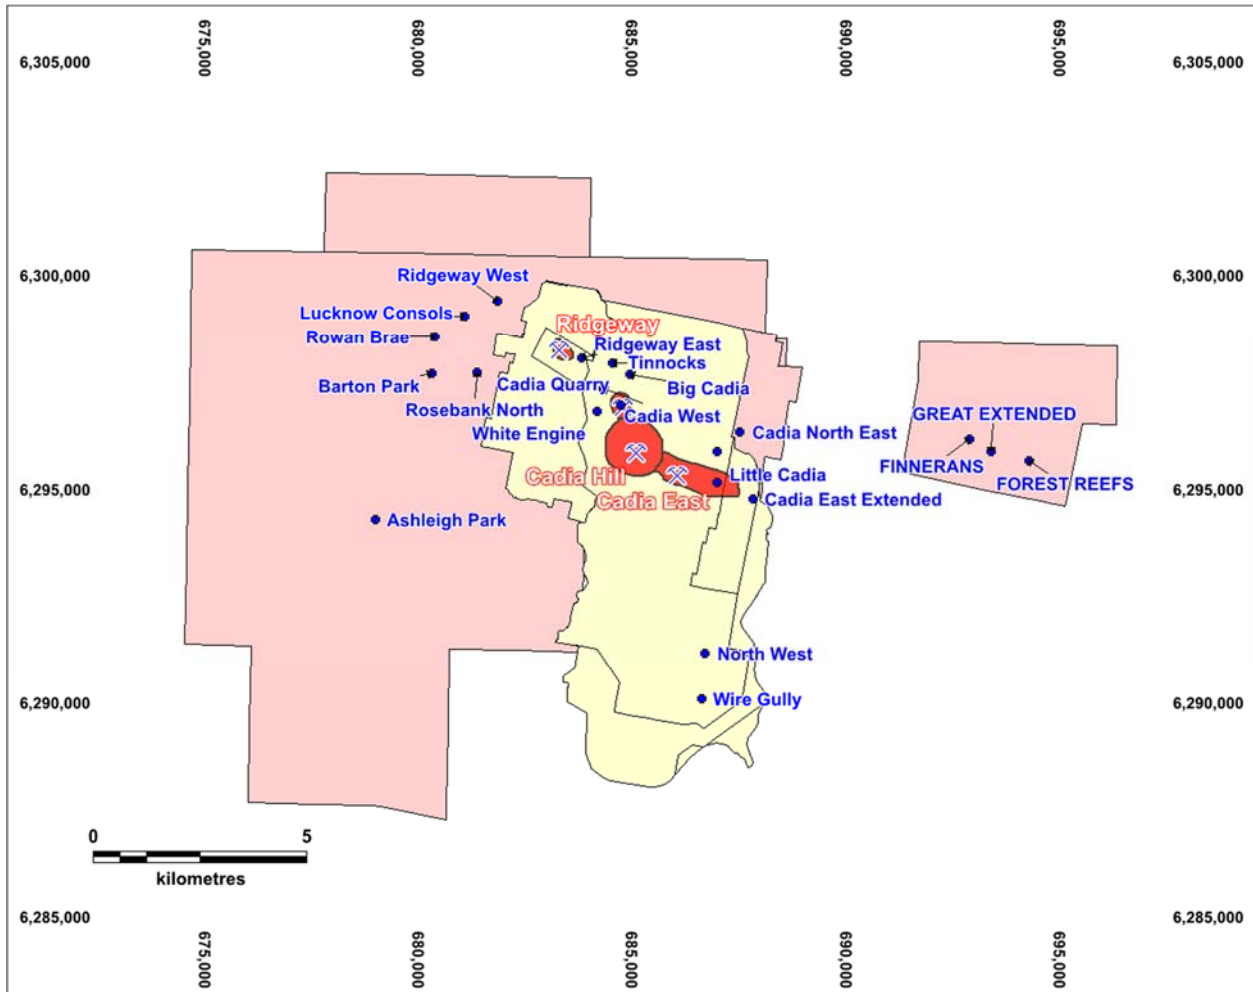 675,000
680,000
685,000
690,000
695,000
6,305,000
6,305,000
6,300,000
6,300,000
Ridgeway West
Lucknow Consols
Rowan Brae
Ridgeway
Ridgeway East
Tinnocks
Barton Park
Cadia Quarry
Big Cadia
Rosebank North
Cadia West
GREAT EXTENDED
White Engine
Cadia North East
FINNERANS
Cadia Hill
Little Cadia
FOREST REEFS
6,295,000
6,295,000
Cadia East
Cadia East Extended
Ashleigh Park
North West
Wire Gully
6,290,000
6,290,000
0 5
kilometres
6,285,000
6,285,000
675,000
680,000
685,000
690,000
695,000